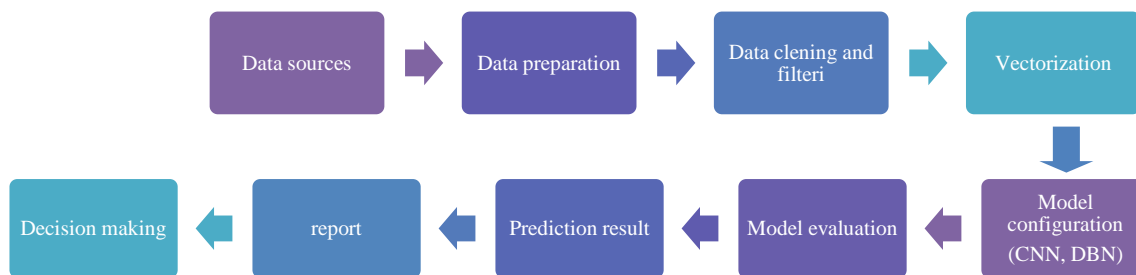 Data sources
Data preparation
Data clening and
filteri
Vectorization
Model
configuration
(CNN, DBN)
Model evaluation
Prediction result
report
Decision making